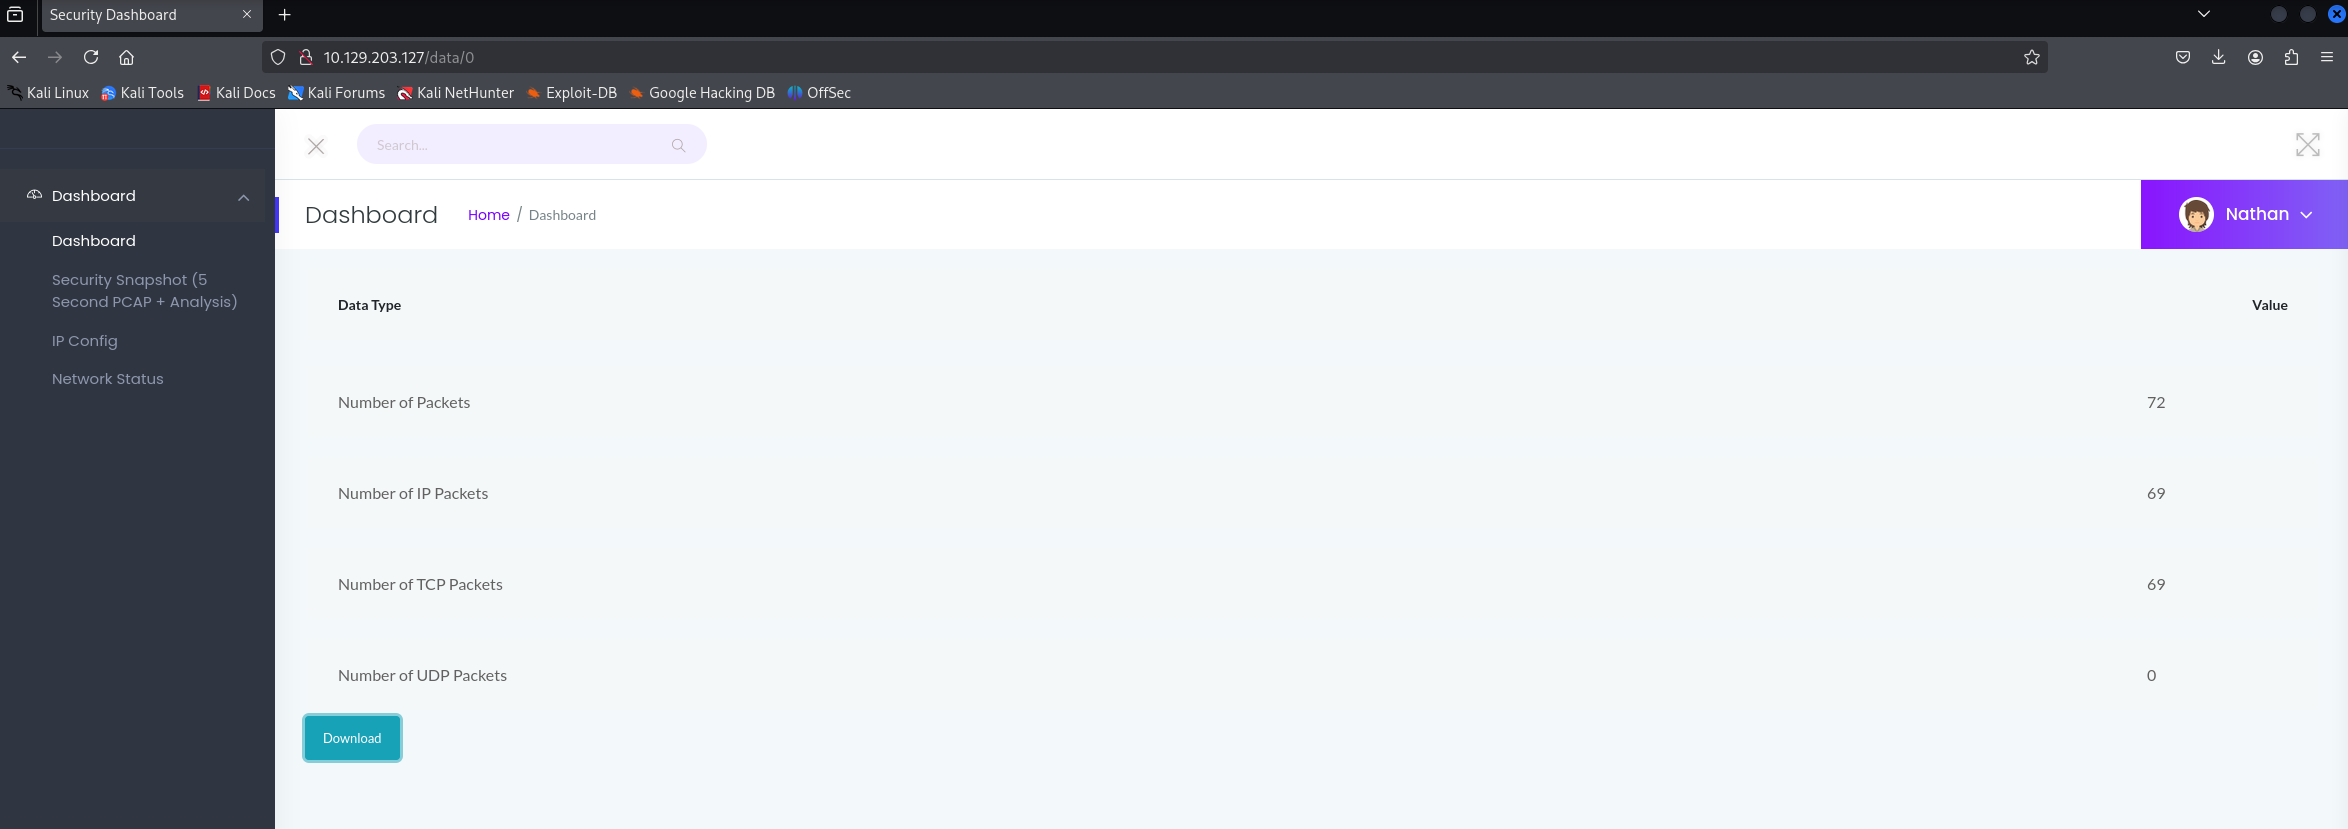 Security Dashboard
10.129.203.127/data/0
Kali Linux Kali Tools Kali Docs Kali Forums Kali NetHunter Exploit-DB Google Hacking DB OffSec
Search...
Dashboard
Dashboard
Security Snapshot (5
Second PCAP + Analysis)
IP Config
Network Status
Dashboard Home / Dashboard
Nathan
Data Type Value
Number of Packets 72
Number of IP Packets 69
Number of TCP Packets 69
Number of UDP Packets 0
Download